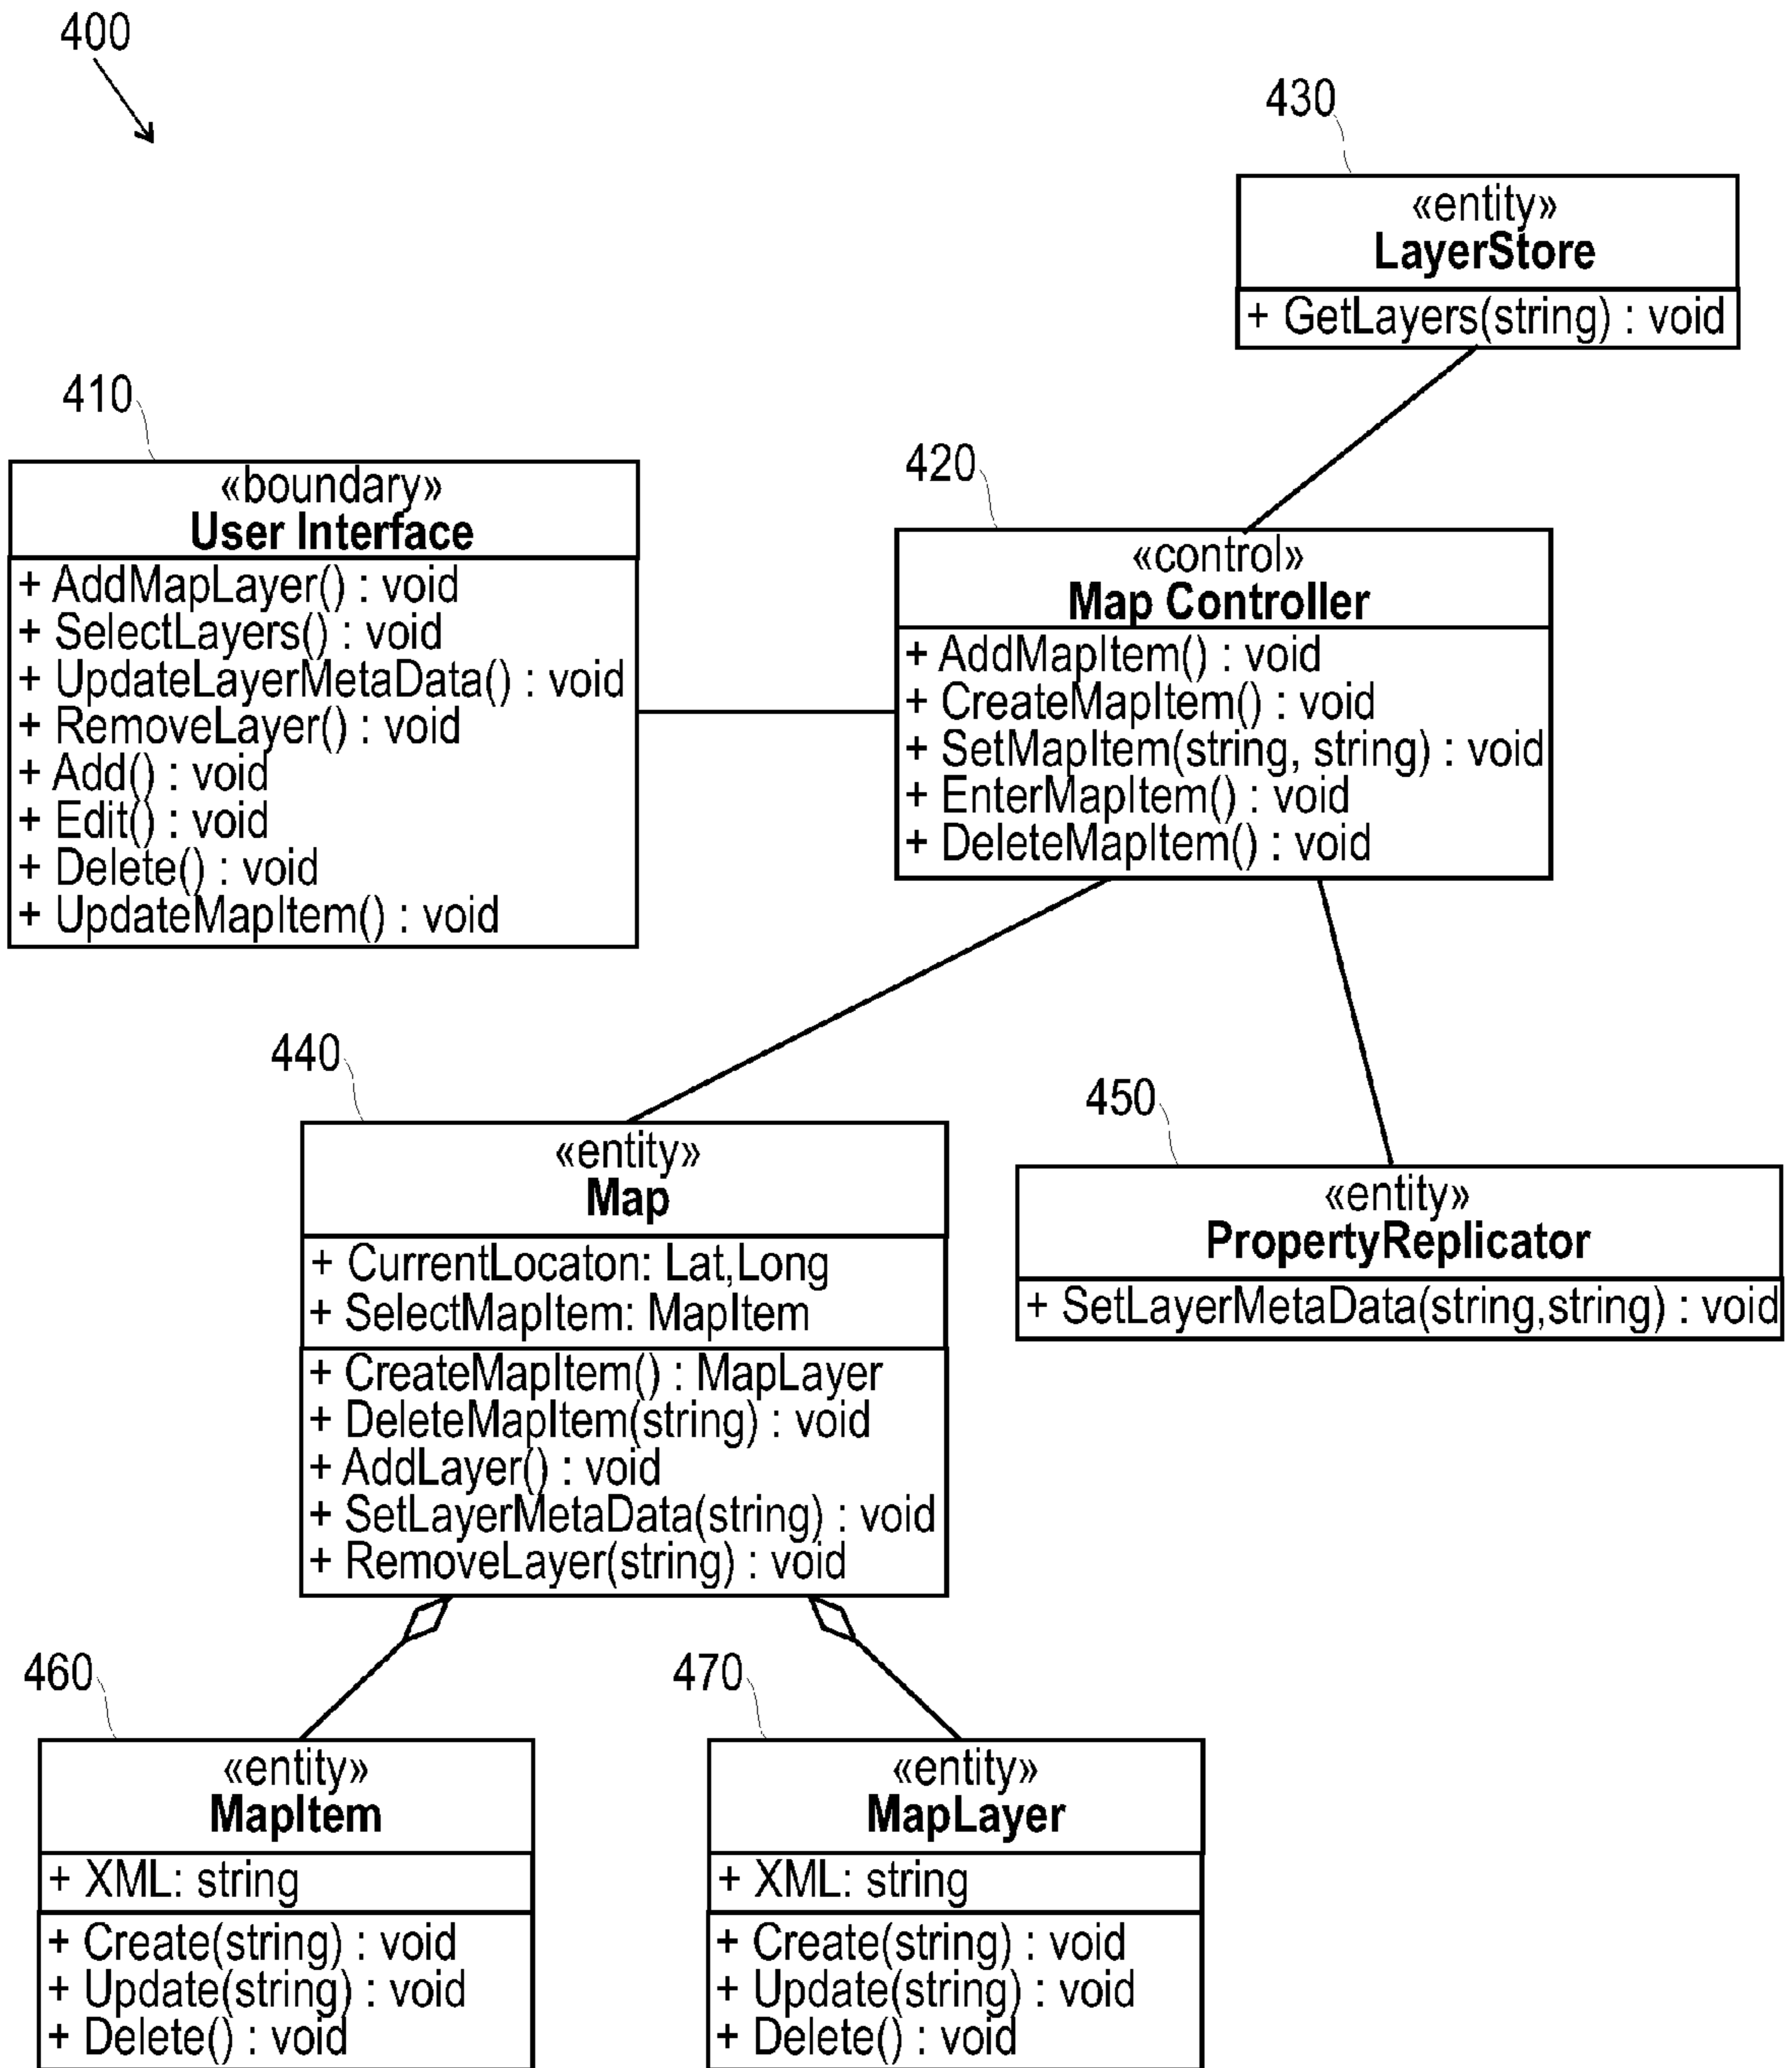 400
430
«entity»
LayerStore
+ GetLayers(string) : void
410
«boundary»
User Interface
+ AddMapLayer() : void
+ SelectLayers() : void
+ UpdateLayerMetaData() : void
+ RemoveLayer() : void
+ Add() : void
+ Edit() : void
+ Delete() : void
+ UpdateMapItem() : void
420
«control»
Map Controller
+ AddMapItem() : void
+ CreateMapItem() : void
+ SetMapItem(string, string) : void
+ EnterMapItem() : void
+ DeleteMapItem() : void
440
«entity»
Map
+ CurrentLocaton: Lat,Long
+ SelectMapItem: MapItem
+ CreateMapItem() : MapLayer
+ DeleteMapItem(string) : void
+ AddLayer() : void
+ SetLayerMetaData(string) : void
+ RemoveLayer(string) : void
450
«entity»
PropertyReplicator
+ SetLayerMetaData(string,string) : void
460
«entity»
MapItem
+ XML: string
+ Create(string) : void
+ Update(string) : void
+ Delete() : void
470
«entity»
MapLayer
+ XML: string
+ Create(string) : void
+ Update(string) : void
+ Delete() : void